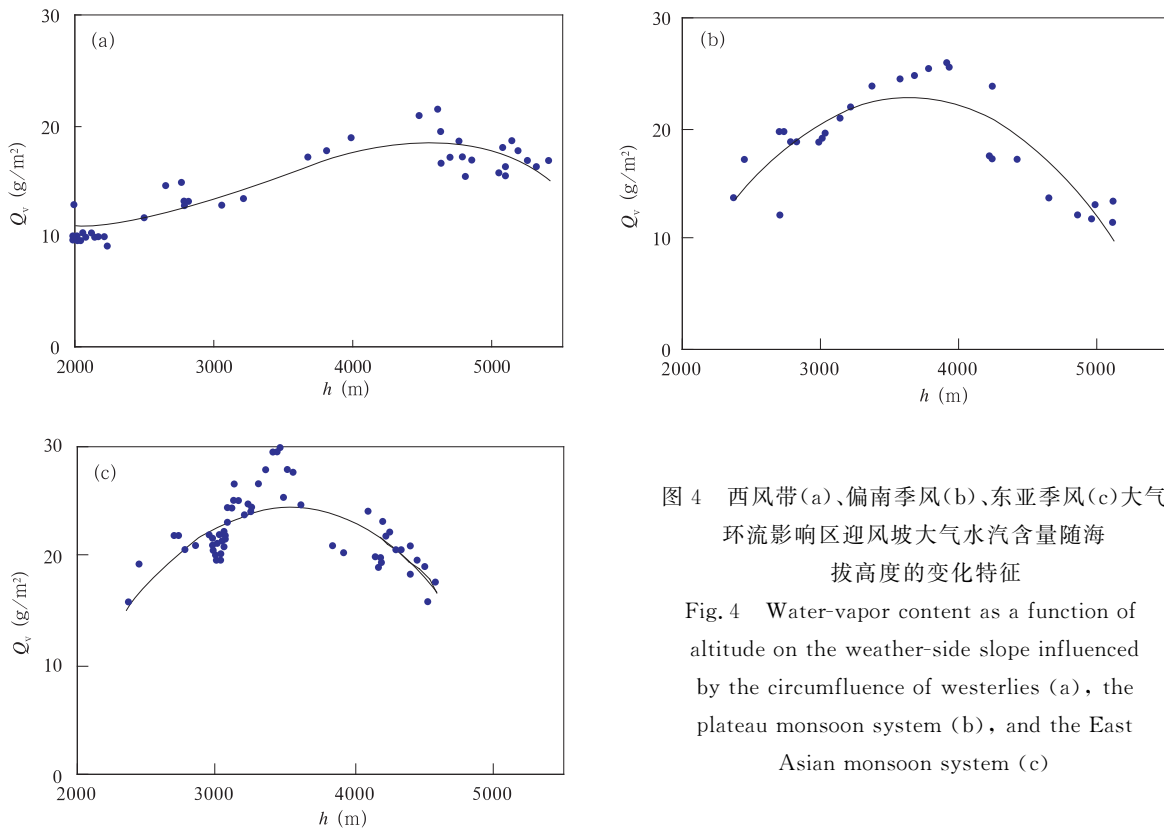 30
(a)
20
10
0
Qv (g/m²)
2000 3000 4000 5000
h (m)
30
(b)
20
10
0
Qv (g/m²)
2000 3000 4000 5000
h (m)
30
(c)
20
10
0
Qv (g/m²)
2000 3000 4000 5000
h (m)
图 4 西风带(a)、偏南季风(b)、东亚季风(c)大气
环流影响区迎风坡大气水汽含量随海
拔高度的变化特征
Fig. 4 Water-vapor content as a function of
altitude on the weather-side slope influenced
by the circumfluence of westerlies (a), the
plateau monsoon system (b), and the East
Asian monsoon system (c)